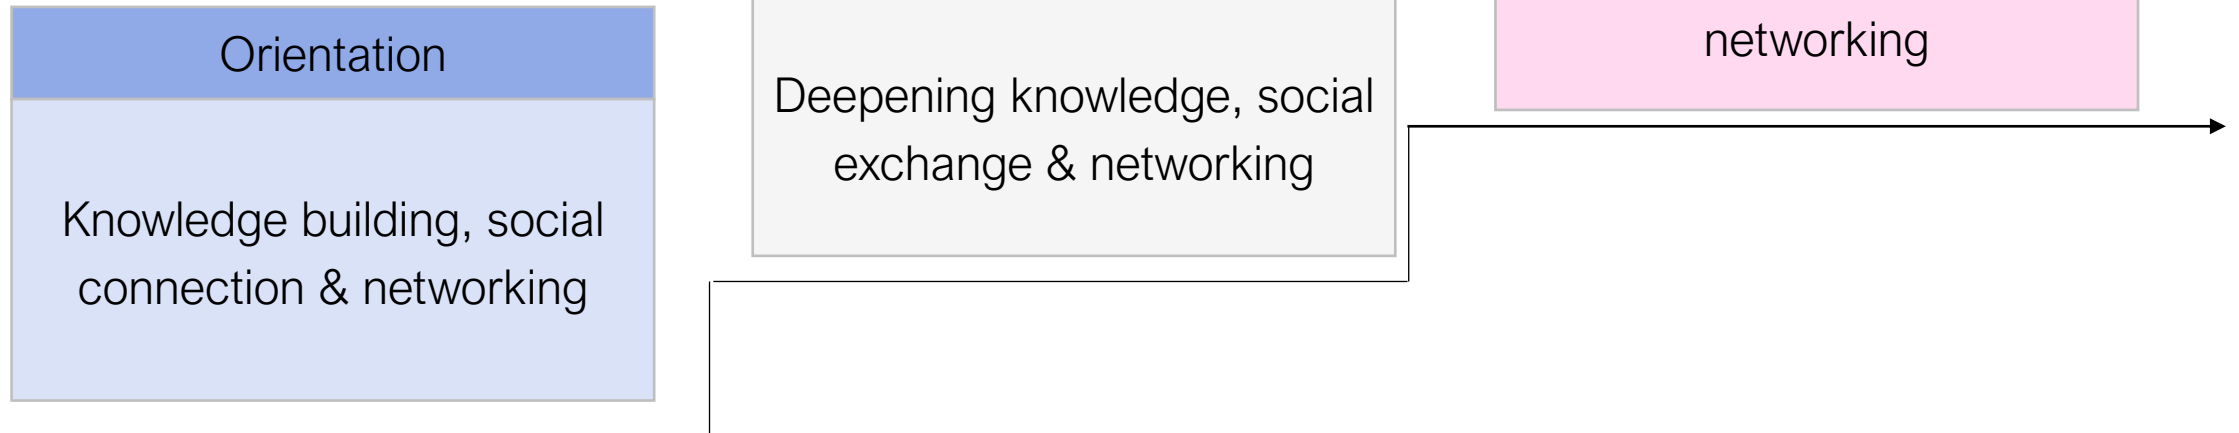 Orientation
Knowledge building, social
connection & networking
Deepening knowledge, social
exchange & networking
networking